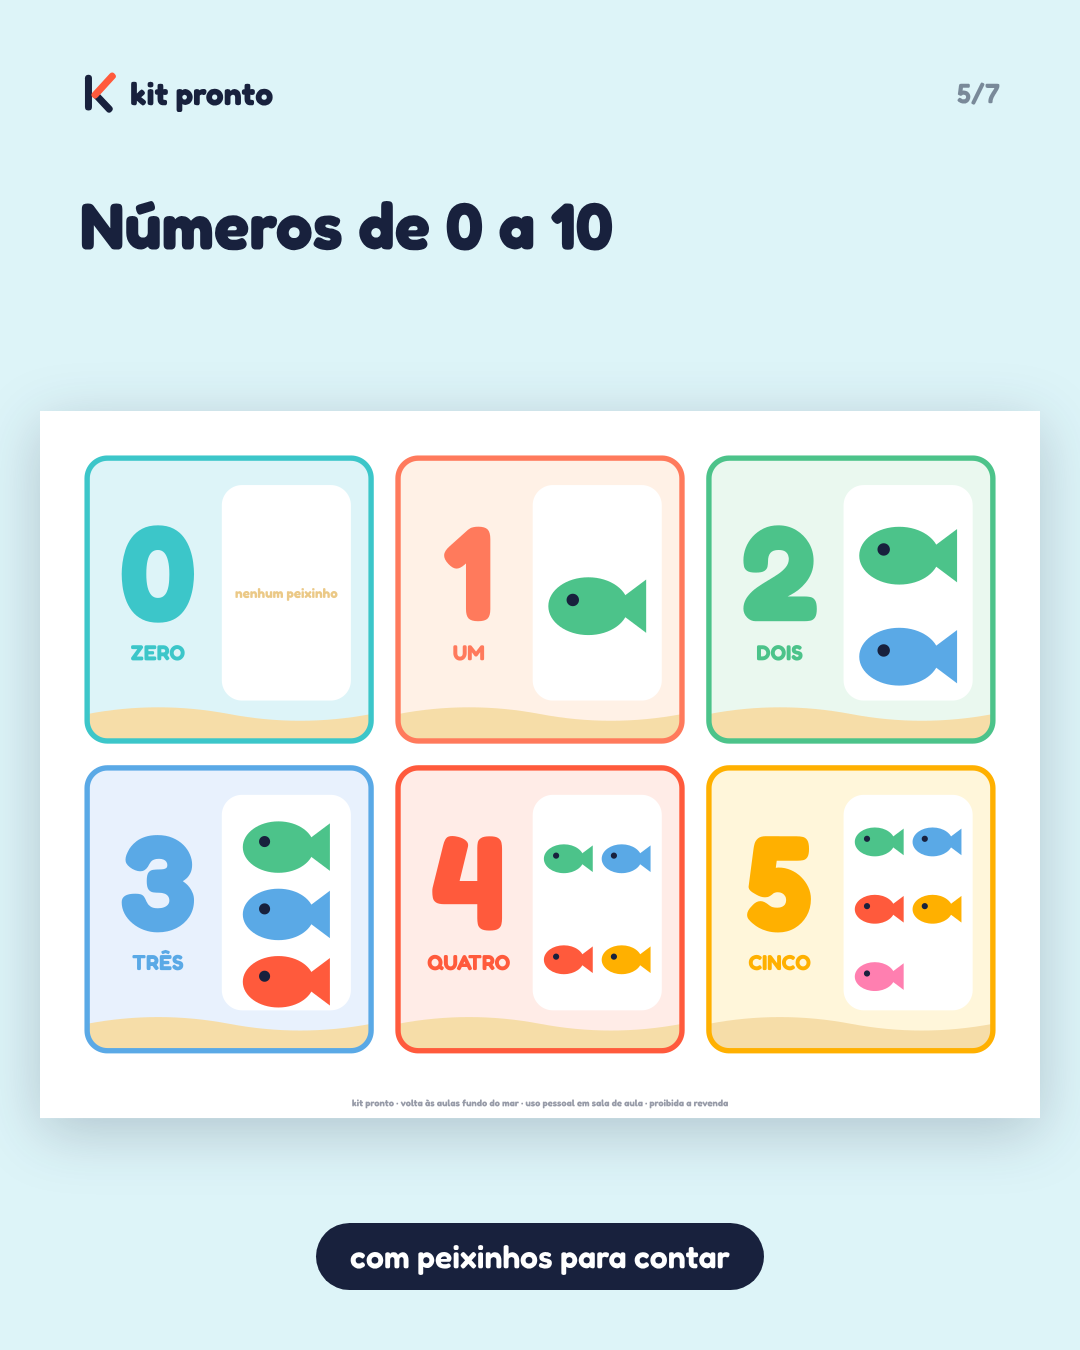 kit pronto
5/7
Números de 0 a 10
0
ZERO
nenhum peixinho
1
UM
2
DOIS
3
TRÊS
4
QUATRO
5
CINCO
kit pronto · volta às aulas fundo do mar · uso pessoal em sala de aula · proibida a revenda
com peixinhos para contar